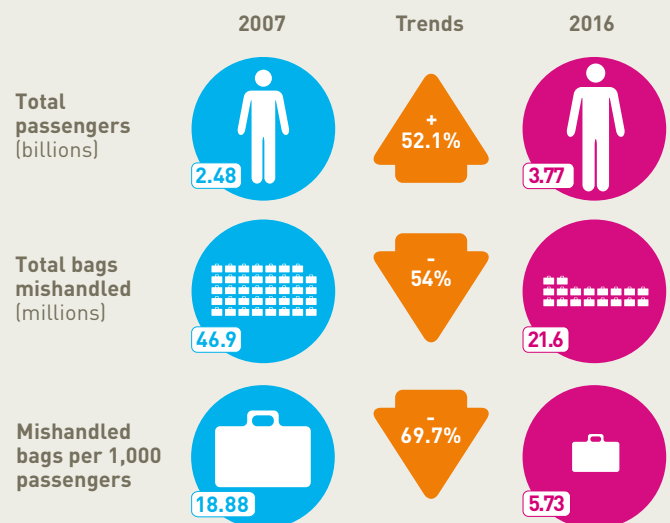 2007 Trends 2016
Total
passengers
(billions)
2.48
+
52.1%
3.77
Total bags
mishandled
(millions)
46.9
-
54%
21.6
Mishandled
bags per 1,000
passengers
18.88
-
69.7%
5.73